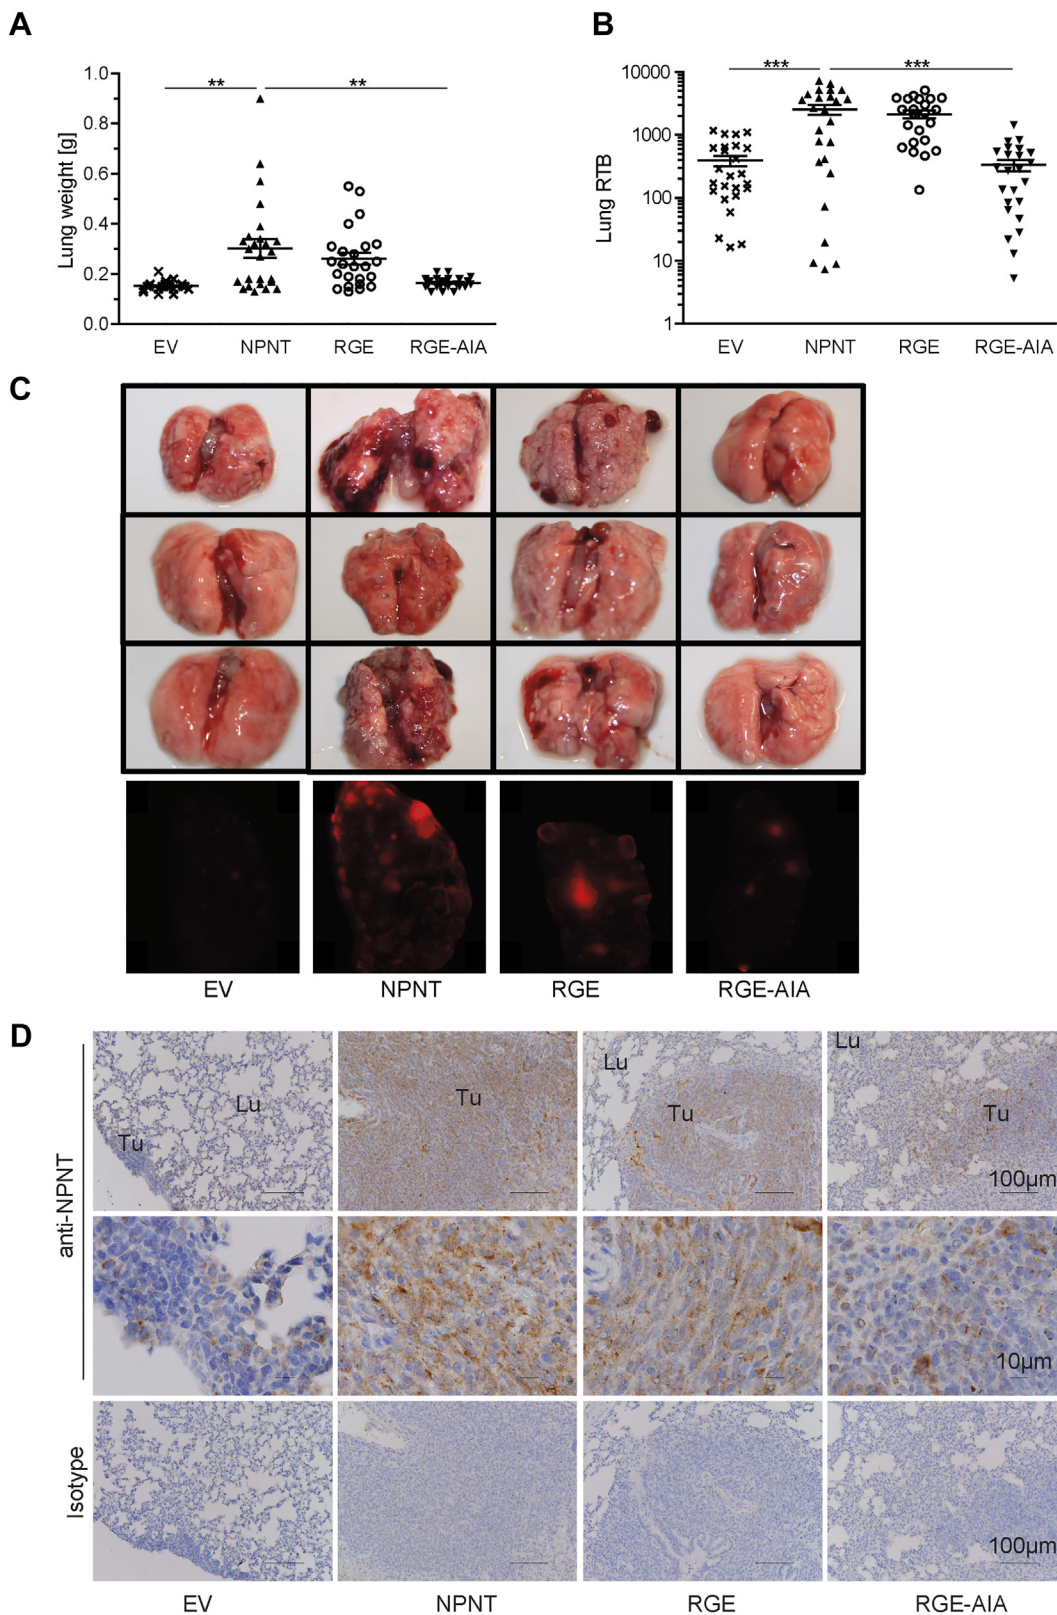 A
B
**
**
***
***
1.0
0.8
0.6
0.4
0.2
0.0
Lung weight [g]
EV
NPNT
RGE
RGE-AIA
10000
1000
100
10
1
Lung RTB
EV
NPNT
RGE
RGE-AIA
C
EV
NPNT
RGE
RGE-AIA
D
anti-NPNT
Isotype
Tu
Lu
Tu
Lu
Tu
Lu
Tu
100µm
10µm
100µm
EV
NPNT
RGE
RGE-AIA